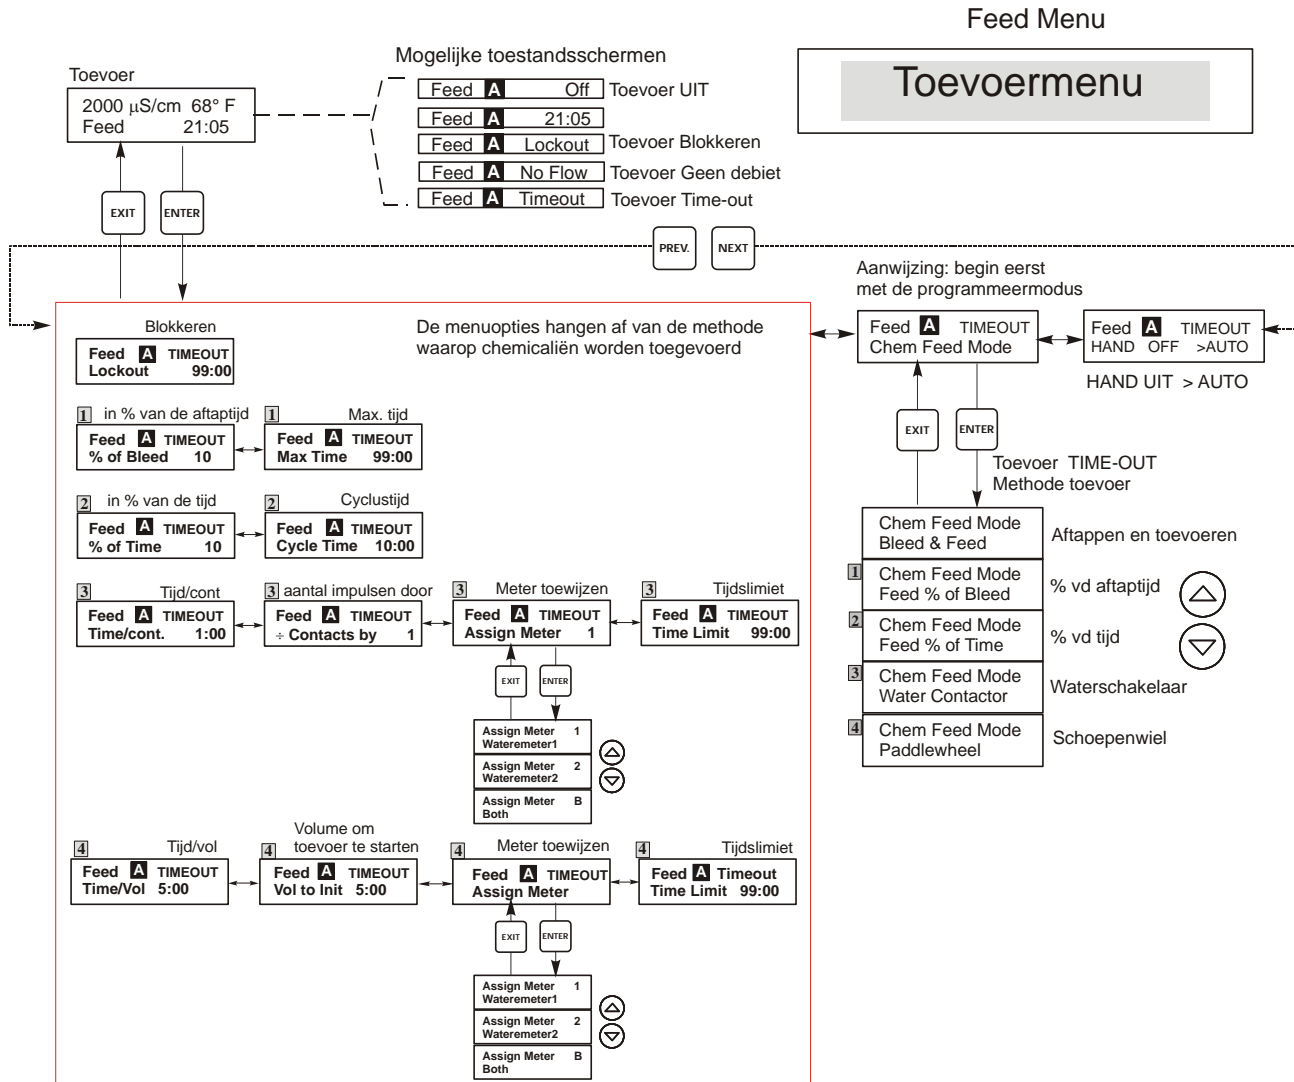 Feed Menu
Toevoermenu
Mogelijke toestandsschermen
Toevoer
2000 µS/cm 68° F
Feed 21:05
Feed A Off
Toevoer UIT
Feed A 21:05
Feed A Lockout
Toevoer Blokkeren
Feed A No Flow
Toevoer Geen debiet
Feed A Timeout
Toevoer Time-out
EXIT
ENTER
PREV.
NEXT
Aanwijzing: begin eerst
met de programmeermodus
Feed A TIMEOUT
Chem Feed Mode
Feed A TIMEOUT
HAND OFF >AUTO
HAND UIT > AUTO
EXIT
ENTER
Toevoer TIME-OUT
Methode toevoer
Chem Feed Mode
Bleed & Feed
Aftappen en toevoeren
1
Chem Feed Mode
Feed % of Bleed
% vd aftaptijd
2
Chem Feed Mode
Feed % of Time
% vd tijd
3
Chem Feed Mode
Water Contactor
Waterschakelaar
4
Chem Feed Mode
Paddlewheel
Schoepenwiel
De menuopties hangen af van de methode
waarop chemicaliën worden toegevoerd
Blokkeren
Feed A TIMEOUT
Lockout 99:00
1 in % van de aftaptijd
Feed A TIMEOUT
% of Bleed 10
1 Max. tijd
Feed A TIMEOUT
Max Time 99:00
2 in % van de tijd
Feed A TIMEOUT
% of Time 10
2 Cyclustijd
Feed A TIMEOUT
Cycle Time 10:00
3 Tijd/cont
Feed A TIMEOUT
Time/cont. 1:00
3 aantal impulsen door
Feed A TIMEOUT
÷ Contacts by 1
3 Meter toewijzen
Feed A TIMEOUT
Assign Meter 1
3 Tijdslimiet
Feed A TIMEOUT
Time Limit 99:00
EXIT
ENTER
Assign Meter 1
Wateremeter1
Assign Meter 2
Wateremeter2
Assign Meter B
Both
4 Tijd/vol
Feed A TIMEOUT
Time/Vol 5:00
Volume om
4 toevoer te starten
Feed A TIMEOUT
Vol to Init 5:00
4 Meter toewijzen
Feed A TIMEOUT
Assign Meter
4 Tijdslimiet
Feed A Timeout
Time Limit 99:00
EXIT
ENTER
Assign Meter 1
Wateremeter1
Assign Meter 2
Wateremeter2
Assign Meter B
Both